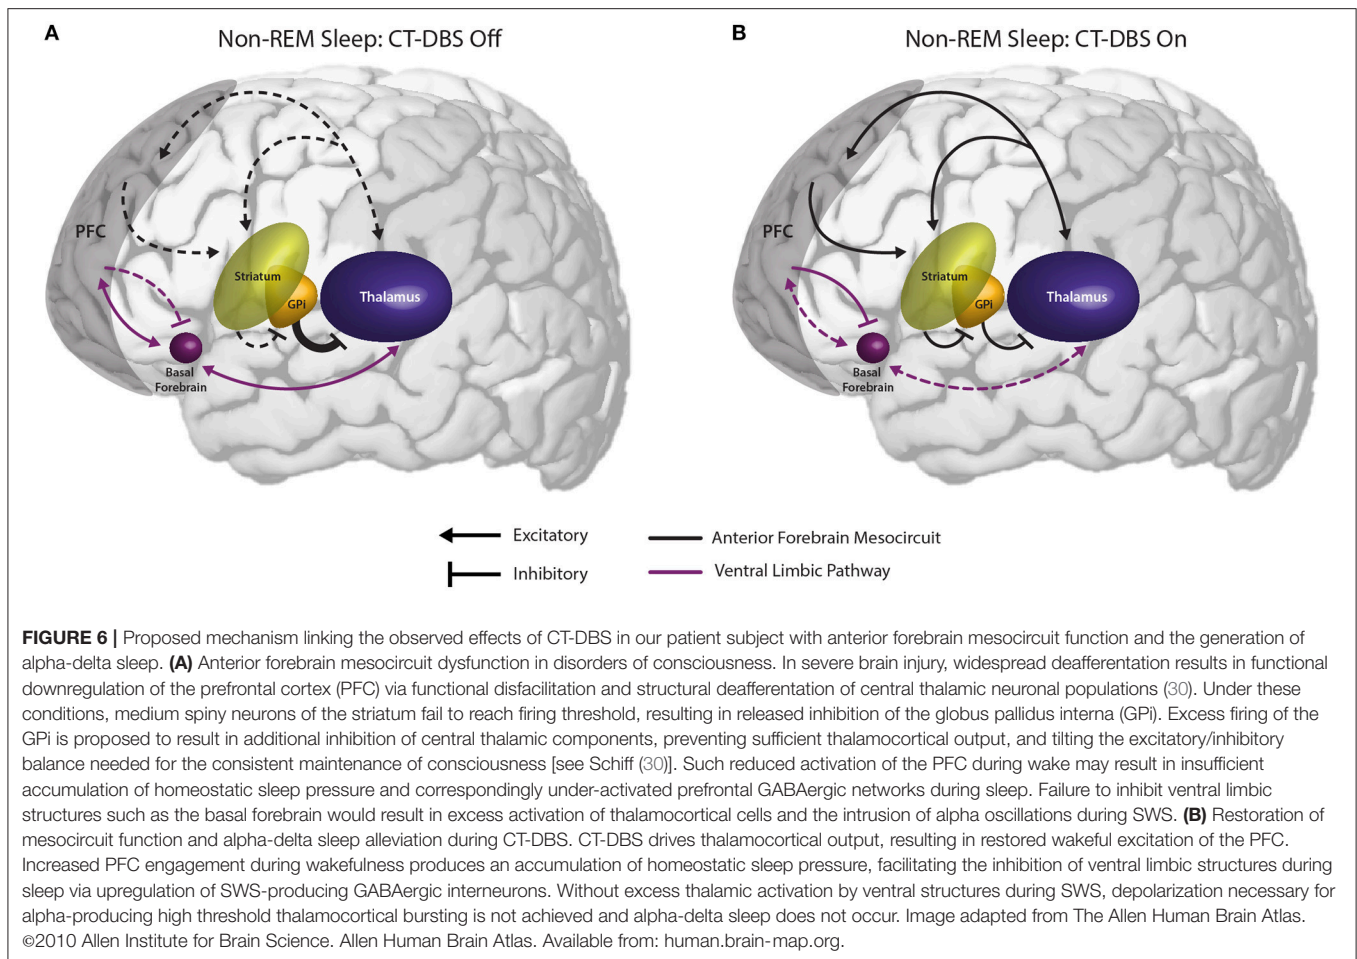 A
Non-REM Sleep: CT-DBS Off
PFC
Striatum
GPi
Thalamus
Basal
Forebrain
B
Non-REM Sleep: CT-DBS On
PFC
Striatum
GPi
Thalamus
Basal
Forebrain
Excitatory
Inhibitory
Anterior Forebrain Mesocircuit
Ventral Limbic Pathway
FIGURE 6 | Proposed mechanism linking the observed effects of CT-DBS in our patient subject with anterior forebrain mesocircuit function and the generation of
alpha-delta sleep. (A) Anterior forebrain mesocircuit dysfunction in disorders of consciousness. In severe brain injury, widespread deafferentation results in functional
downregulation of the prefrontal cortex (PFC) via functional disfacilitation and structural deafferentation of central thalamic neuronal populations (30). Under these
conditions, medium spiny neurons of the striatum fail to reach firing threshold, resulting in released inhibition of the globus pallidus interna (GPi). Excess firing of the
GPi is proposed to result in additional inhibition of central thalamic components, preventing sufficient thalamocortical output, and tilting the excitatory/inhibitory
balance needed for the consistent maintenance of consciousness [see Schiff (30)]. Such reduced activation of the PFC during wake may result in insufficient
accumulation of homeostatic sleep pressure and correspondingly under-activated prefrontal GABAergic networks during sleep. Failure to inhibit ventral limbic
structures such as the basal forebrain would result in excess activation of thalamocortical cells and the intrusion of alpha oscillations during SWS. (B) Restoration of
mesocircuit function and alpha-delta sleep alleviation during CT-DBS. CT-DBS drives thalamocortical output, resulting in restored wakeful excitation of the PFC.
Increased PFC engagement during wakefulness produces an accumulation of homeostatic sleep pressure, facilitating the inhibition of ventral limbic structures during
sleep via upregulation of SWS-producing GABAergic interneurons. Without excess thalamic activation by ventral structures during SWS, depolarization necessary for
alpha-producing high threshold thalamocortical bursting is not achieved and alpha-delta sleep does not occur. Image adapted from The Allen Human Brain Atlas.
©2010 Allen Institute for Brain Science. Allen Human Brain Atlas. Available from: human.brain-map.org.